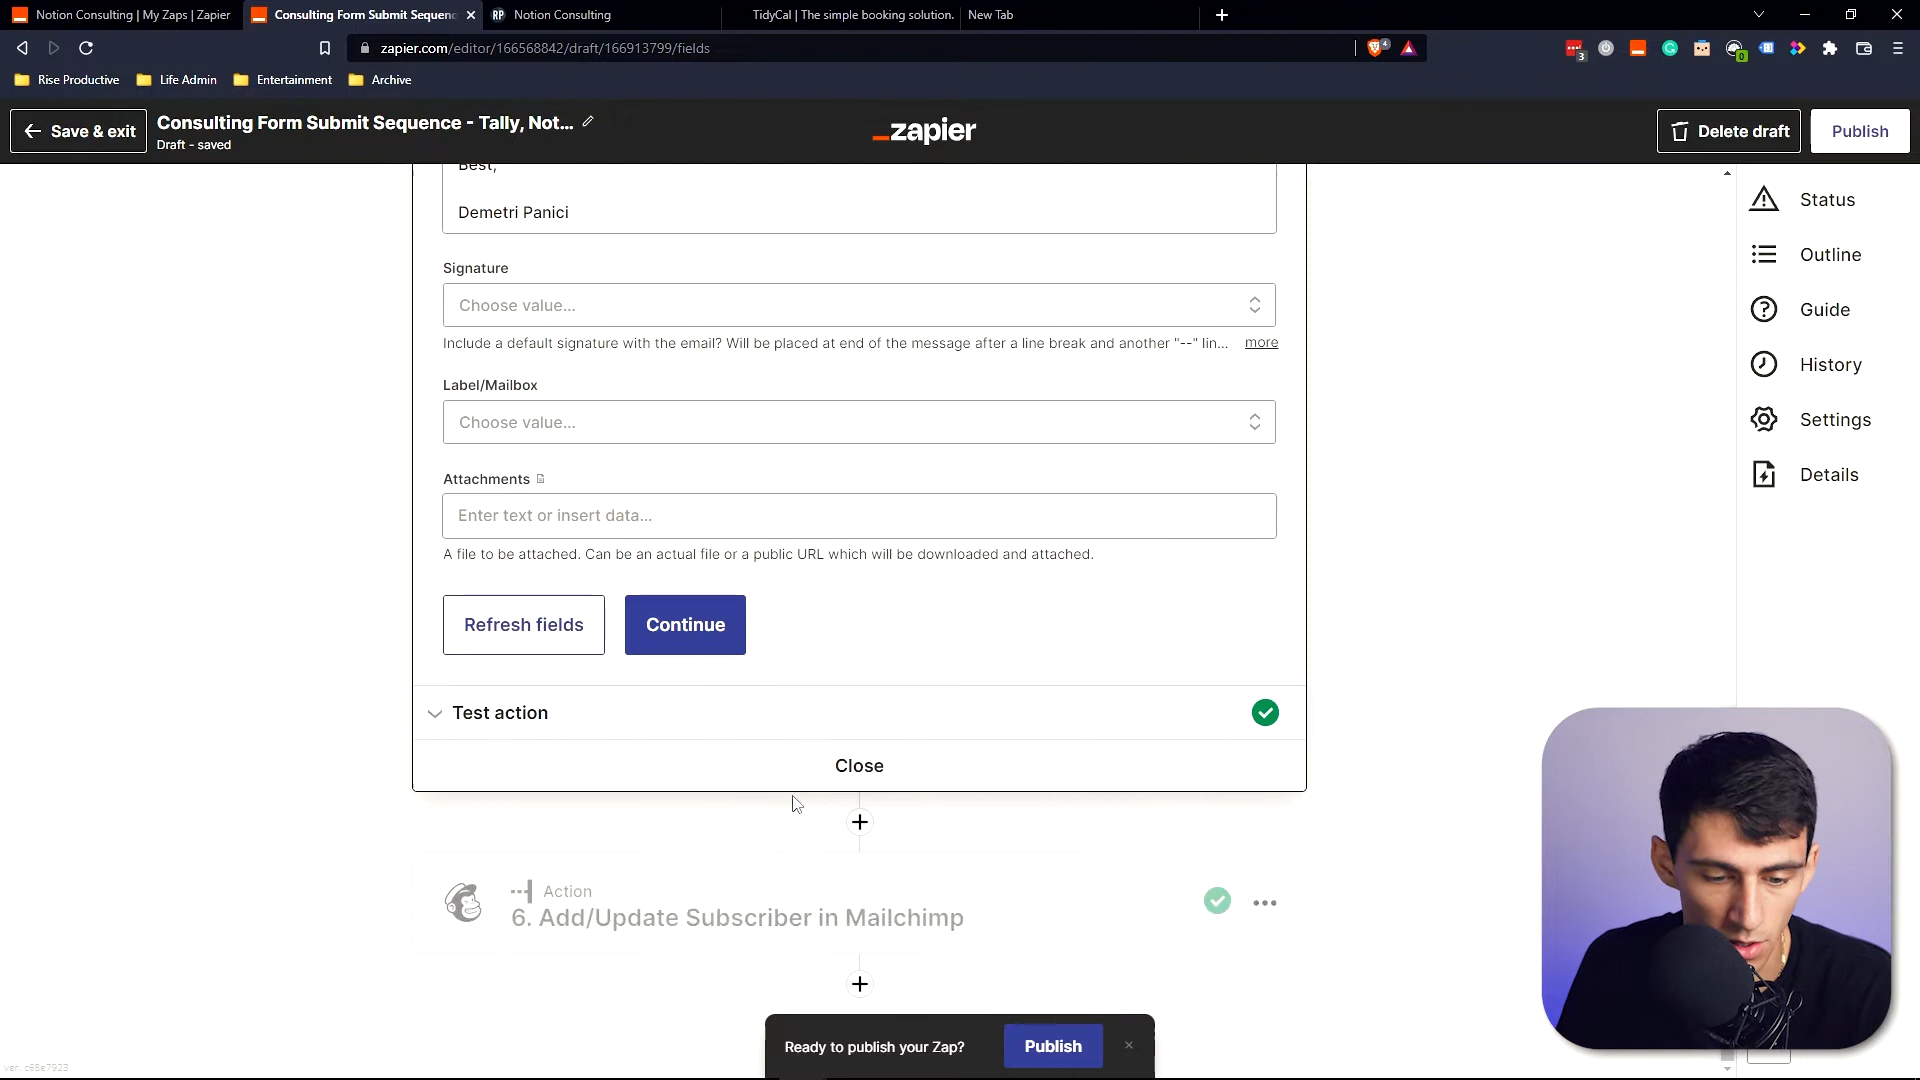 Notion Consulting | My Zaps | Zapier
Consulting Form Submit Sequenc
RP Notion Consulting
TidyCal | The simple booking solution.
New Tab
zapier.com/editor/166568842/draft/166913799/fields
4
3
0
Rise Productive
Life Admin
Entertainment
Archive
Save & exit
Consulting Form Submit Sequence - Tally, Not...
Draft - saved
zapier
Delete draft
Publish
Best,
Demetri Panici
Signature
Choose value...
Include a default signature with the email? Will be placed at end of the message after a line break and another "--" lin... more
Label/Mailbox
Choose value...
Attachments
Enter text or insert data...
A file to be attached. Can be an actual file or a public URL which will be downloaded and attached.
Refresh fields
Continue
Test action
Close
Action
6. Add/Update Subscriber in Mailchimp
Ready to publish your Zap?
Publish
Status
Outline
Guide
History
Settings
Details
ver. c68e7923